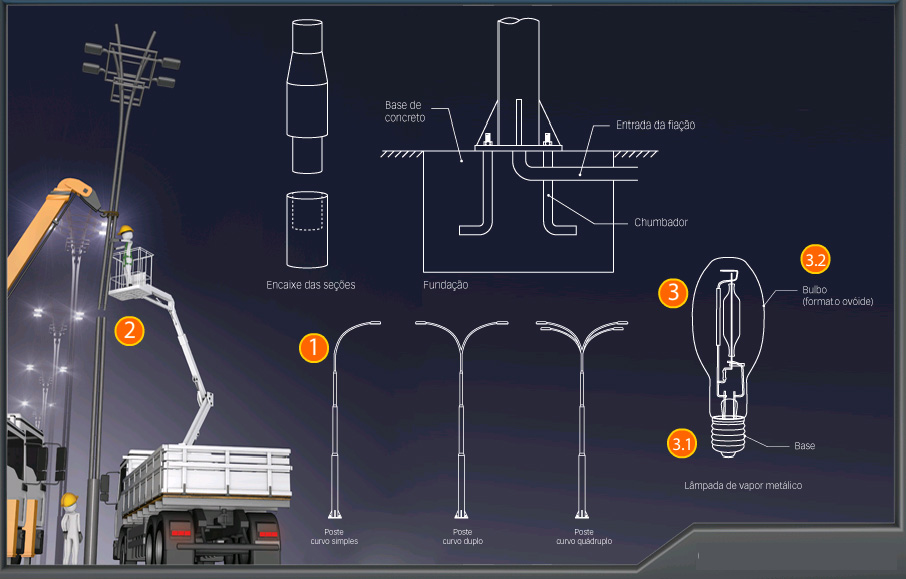 Base de
concreto
Entrada da fiação
Chumbador
Encaixe das seções
Fundação
3.2
Bulbo
(formato ovóide)
3
2
1
3.1
Base
Lâmpada de vapor metálico
Poste
curvo simples
Poste
curvo duplo
Poste
curvo quádruplo